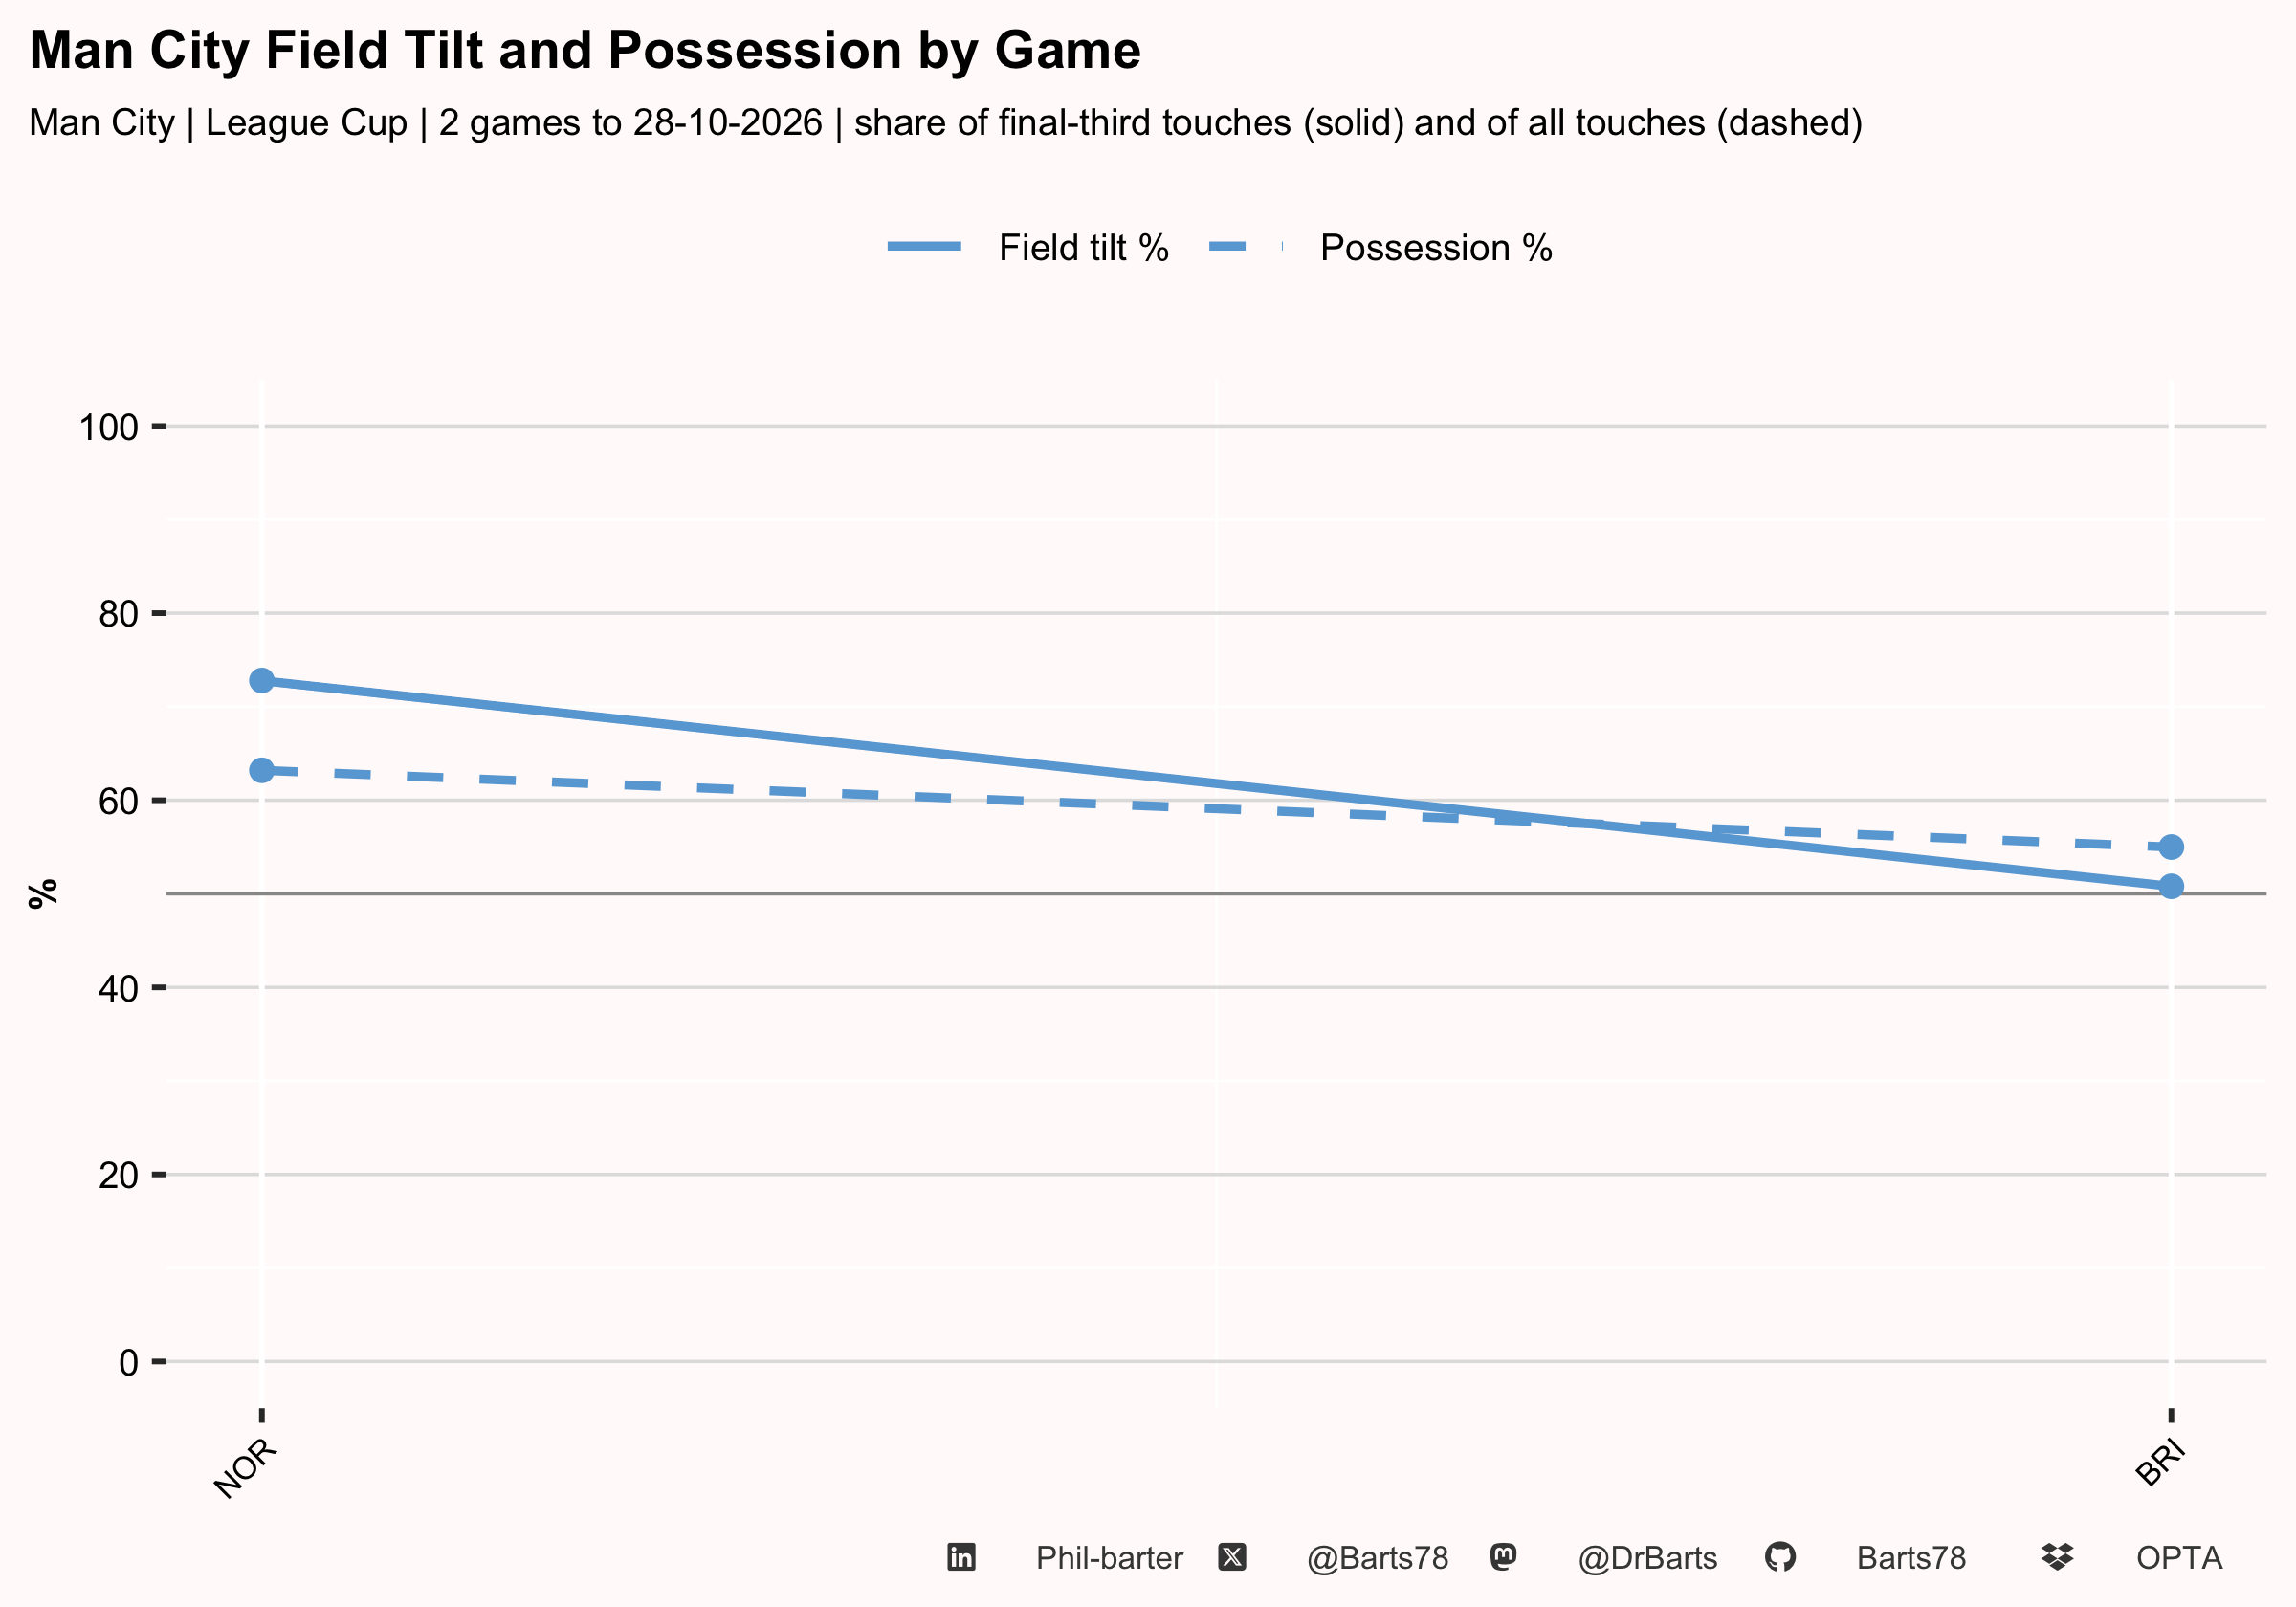 Man City Field Tilt and Possession by Game
Man City | League Cup | 2 games to 28-10-2026 | share of final-third touches (solid) and of all touches (dashed)
Field tilt % Possession %
100
80
60
%
40
20
0
NOR BRI
Phil-barter @Barts78 @DrBarts Barts78 OPTA